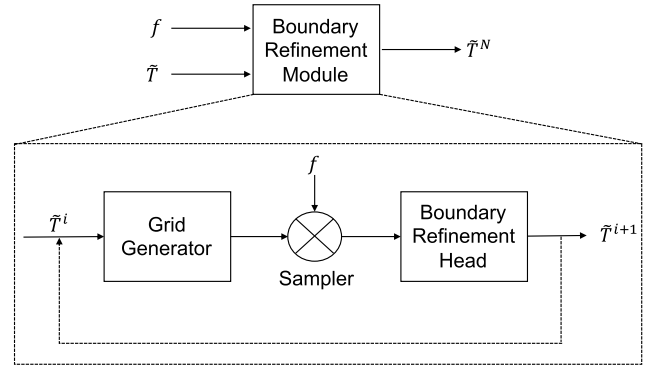 f
T̃
Boundary
Refinement
Module
T̃^N
T̃^i
Grid
Generator
f
Sampler
Boundary
Refinement
Head
T̃^{i+1}